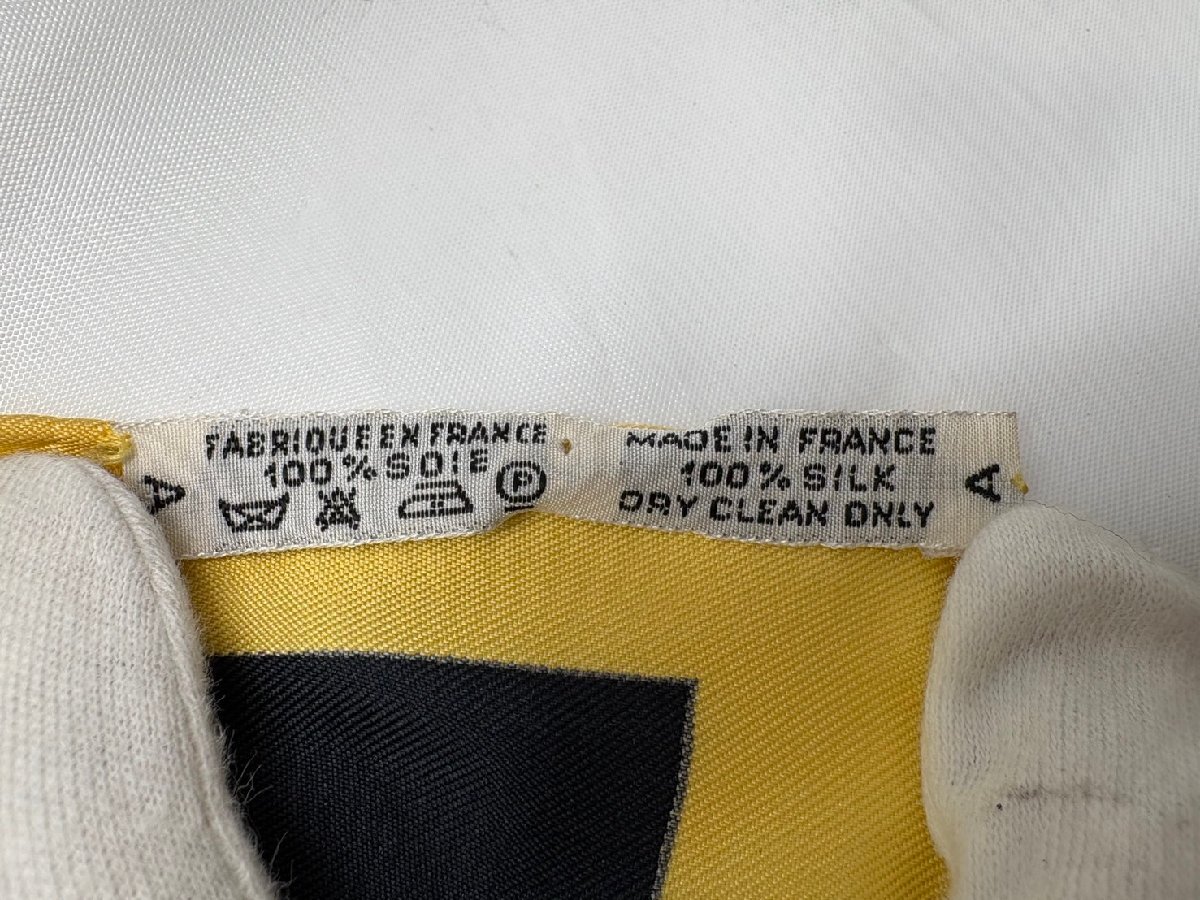 FABRIQUE EN FRANCE
100% SOIE
P
A
MADE IN FRANCE
100% SILK
DRY CLEAN ONLY
A